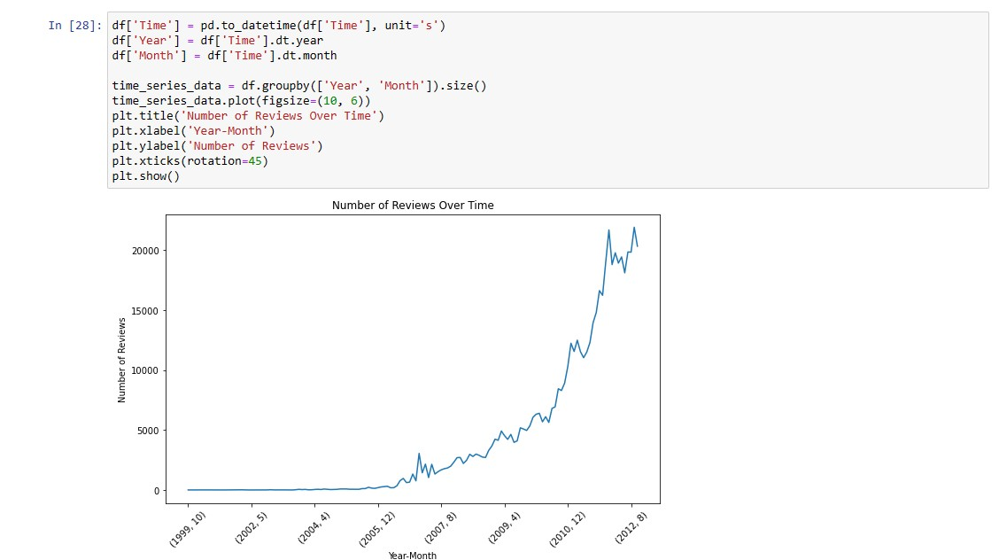 In [28]:
df['Time'] = pd.to_datetime(df['Time'], unit='s')
df['Year'] = df['Time'].dt.year
df['Month'] = df['Time'].dt.month

time_series_data = df.groupby(['Year', 'Month']).size()
time_series_data.plot(figsize=(10, 6))
plt.title('Number of Reviews Over Time')
plt.xlabel('Year-Month')
plt.ylabel('Number of Reviews')
plt.xticks(rotation=45)
plt.show()
Number of Reviews Over Time
Number of Reviews
20000
15000
10000
5000
0
(1999, 10)
(2002, 5)
(2004, 4)
(2005, 12)
(2007, 8)
(2009, 4)
(2010, 12)
(2012, 8)
Year-Month